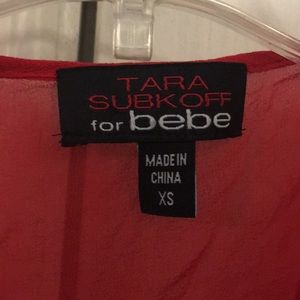 TARA
SUBKOFF
for bebe
MADE IN
CHINA
XS